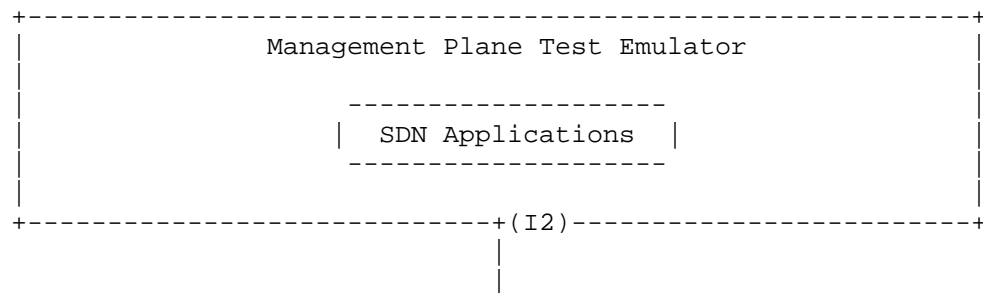 Management Plane Test Emulator
SDN Applications
(I2)